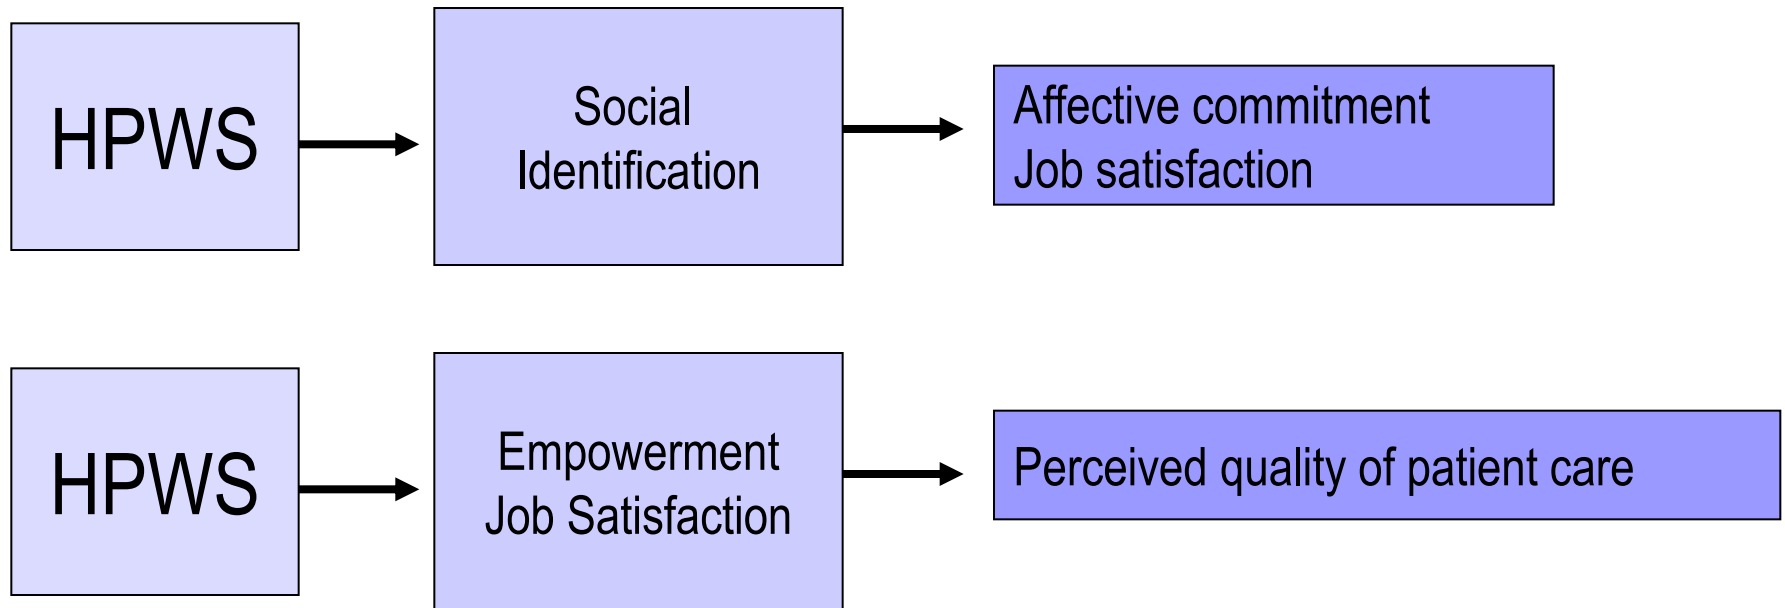 HPWS
Social
Identification
Affective commitment
Job satisfaction
HPWS
Empowerment
Job Satisfaction
Perceived quality of patient care